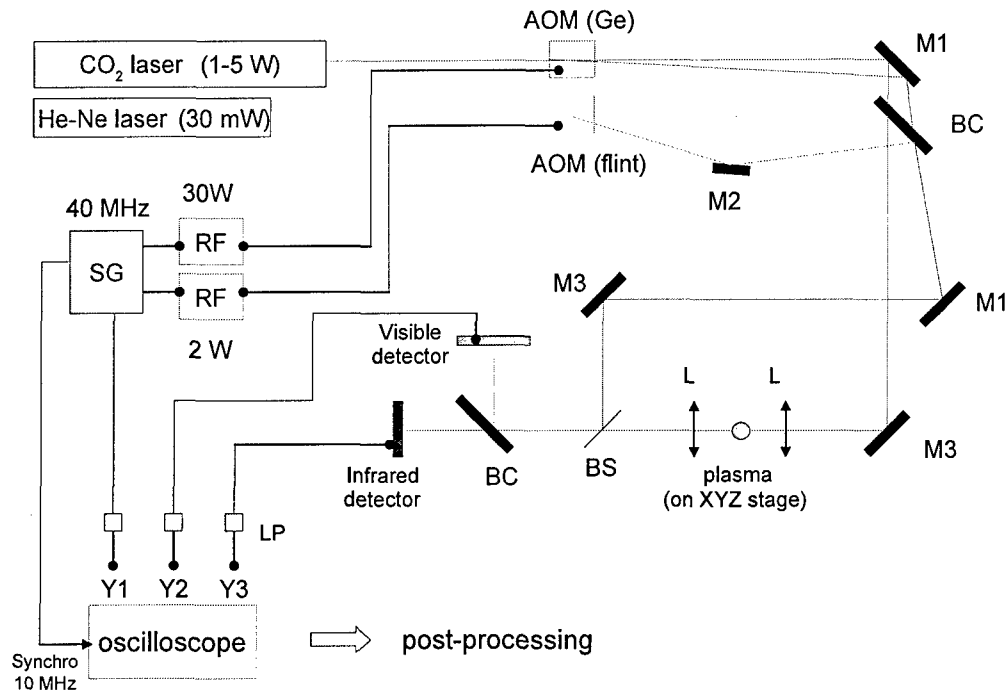 AOM (Ge)
M1
CO2 laser (1-5 W)
He-Ne laser (30 mW)
BC
AOM (flint)
M2
30W
40 MHz
RF
SG
RF
2 W
M3
M1
Visible
detector
L
L
Infrared
detector
BC
BS
plasma
(on XYZ stage)
M3
LP
Y1
Y2
Y3
oscilloscope
post-processing
Synchro
10 MHz